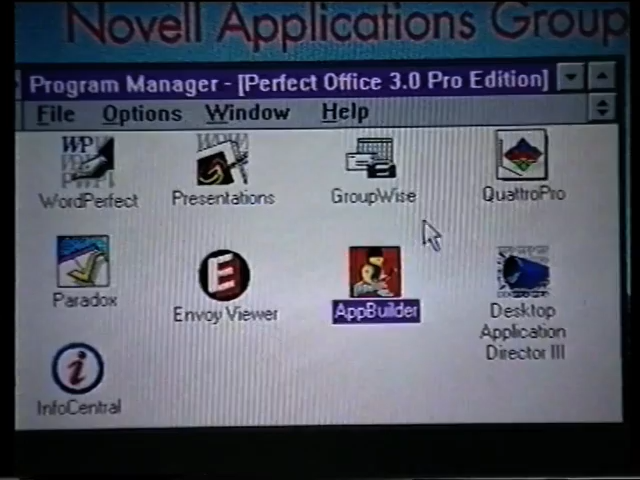 Novell Applications Group
Program Manager - [Perfect Office 3.0 Pro Edition]
File Options Window Help
WordPerfect Presentations GroupWise QuattroPro
Paradox Envoy Viewer AppBuilder Desktop Application Director III
InfoCentral